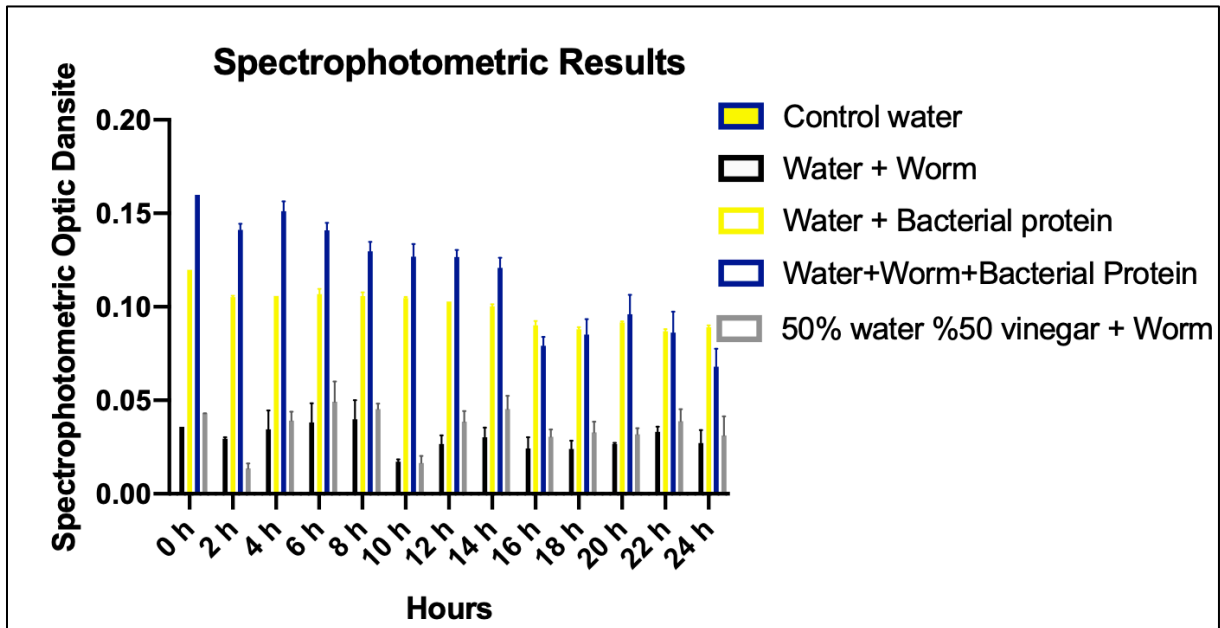 Spectrophotometric Results
Spectrophotometric Optic Dansite
0.20
0.15
0.10
0.05
0.00
0 h
2 h
4 h
6 h
8 h
10 h
12 h
14 h
16 h
18 h
20 h
22 h
24 h
Hours
Control water
Water + Worm
Water + Bacterial protein
Water+Worm+Bacterial Protein
50% water %50 vinegar + Worm